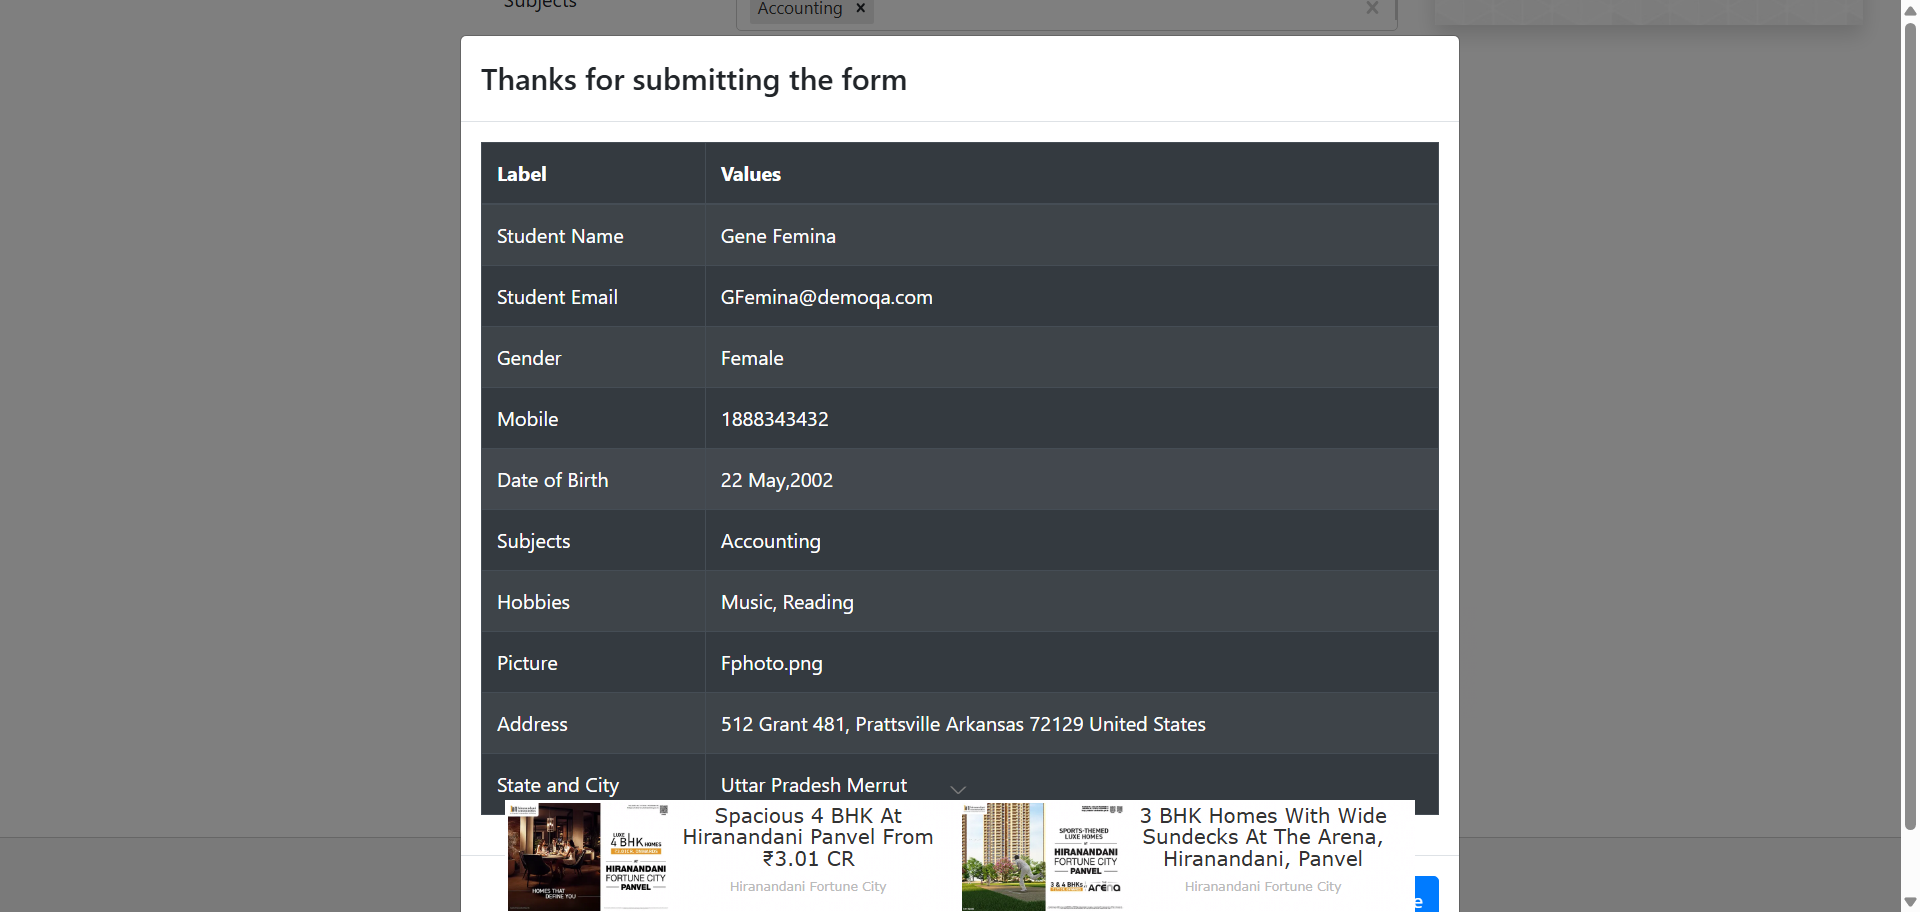 Subjects
Accounting ×
Thanks for submitting the form
Label Values
Student Name Gene Femina
Student Email GFemina@demoqa.com
Gender Female
Mobile 1888343432
Date of Birth 22 May,2002
Subjects Accounting
Hobbies Music, Reading
Picture Fphoto.png
Address 512 Grant 481, Prattsville Arkansas 72129 United States
State and City Uttar Pradesh Merrut
LUXE
4 BHK HOMES
AT
HIRANANDANI
FORTUNE CITY
PANVEL
HOMES THAT
DEFINE YOU
Spacious 4 BHK At
Hiranandani Panvel From
₹3.01 CR
Hiranandani Fortune City
SPORTS-THEMED
LUXE HOMES
AT
HIRANANDANI
FORTUNE CITY
PANVEL
3 & 4 BHKs
THE ARENA
3 BHK Homes With Wide
Sundecks At The Arena,
Hiranandani, Panvel
Hiranandani Fortune City
e